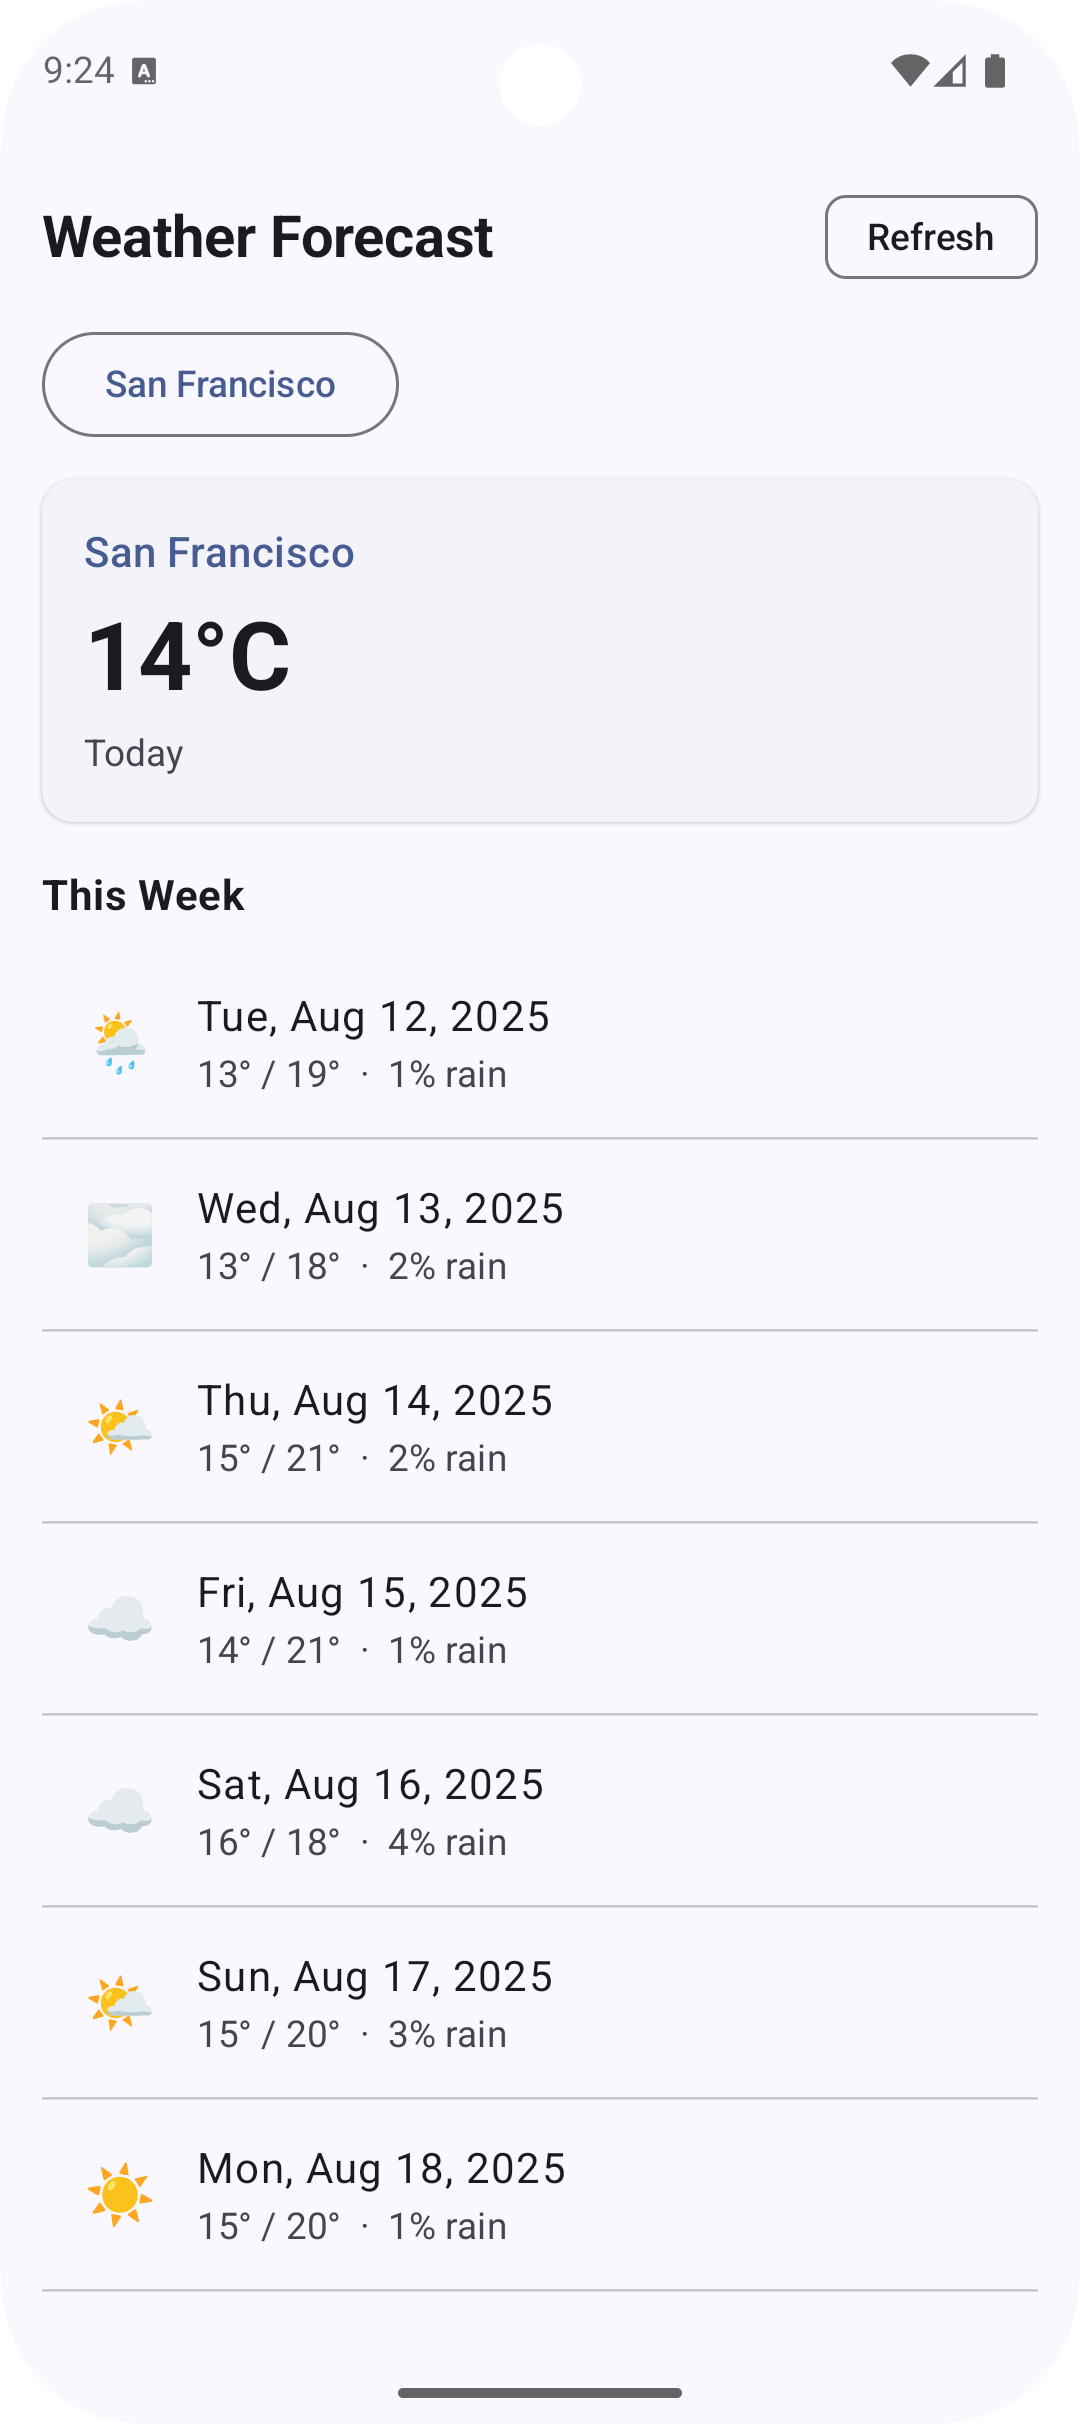 9:24
Weather Forecast
Refresh
San Francisco
San Francisco
14°C
Today
This Week
Tue, Aug 12, 2025
13° / 19° · 1% rain
Wed, Aug 13, 2025
13° / 18° · 2% rain
Thu, Aug 14, 2025
15° / 21° · 2% rain
Fri, Aug 15, 2025
14° / 21° · 1% rain
Sat, Aug 16, 2025
16° / 18° · 4% rain
Sun, Aug 17, 2025
15° / 20° · 3% rain
Mon, Aug 18, 2025
15° / 20° · 1% rain